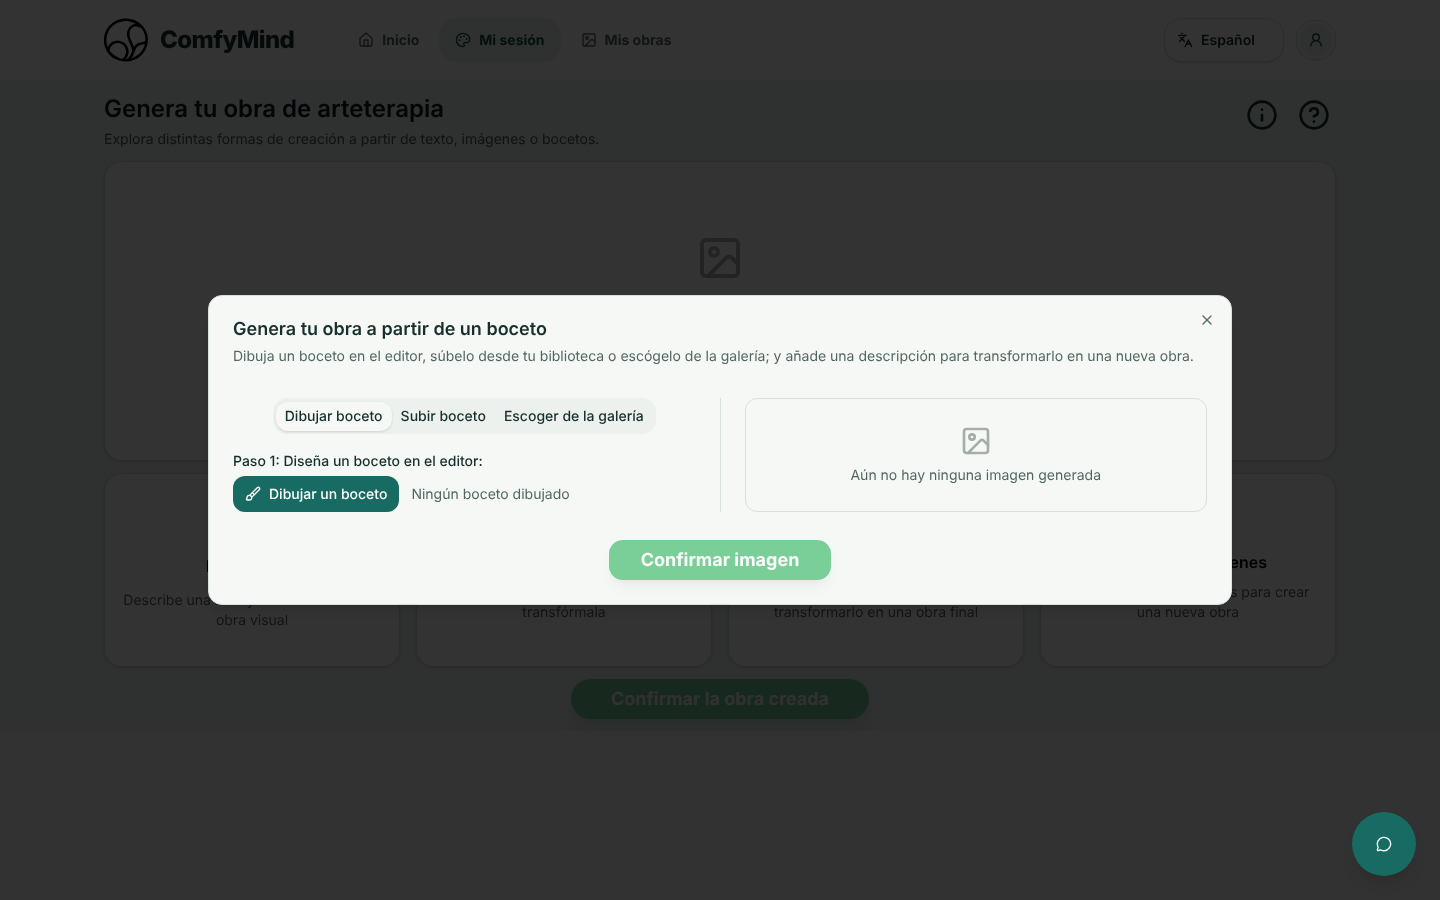 ComfyMind
Inicio
Mi sesión
Mis obras
Español
Genera tu obra de arteterapia
Explora distintas formas de creación a partir de texto, imágenes o bocetos.
Genera tu obra a partir de un boceto
Dibuja un boceto en el editor, súbelo desde tu biblioteca o escógelo de la galería; y añade una descripción para transformarlo en una nueva obra.
Dibujar boceto
Subir boceto
Escoger de la galería
Paso 1: Diseña un boceto en el editor:
Dibujar un boceto
Ningún boceto dibujado
Aún no hay ninguna imagen generada
Confirmar imagen
Describe una
obra visual
transfórmala
transformarlo en una obra final
para crear
una nueva obra
Confirmar la obra creada